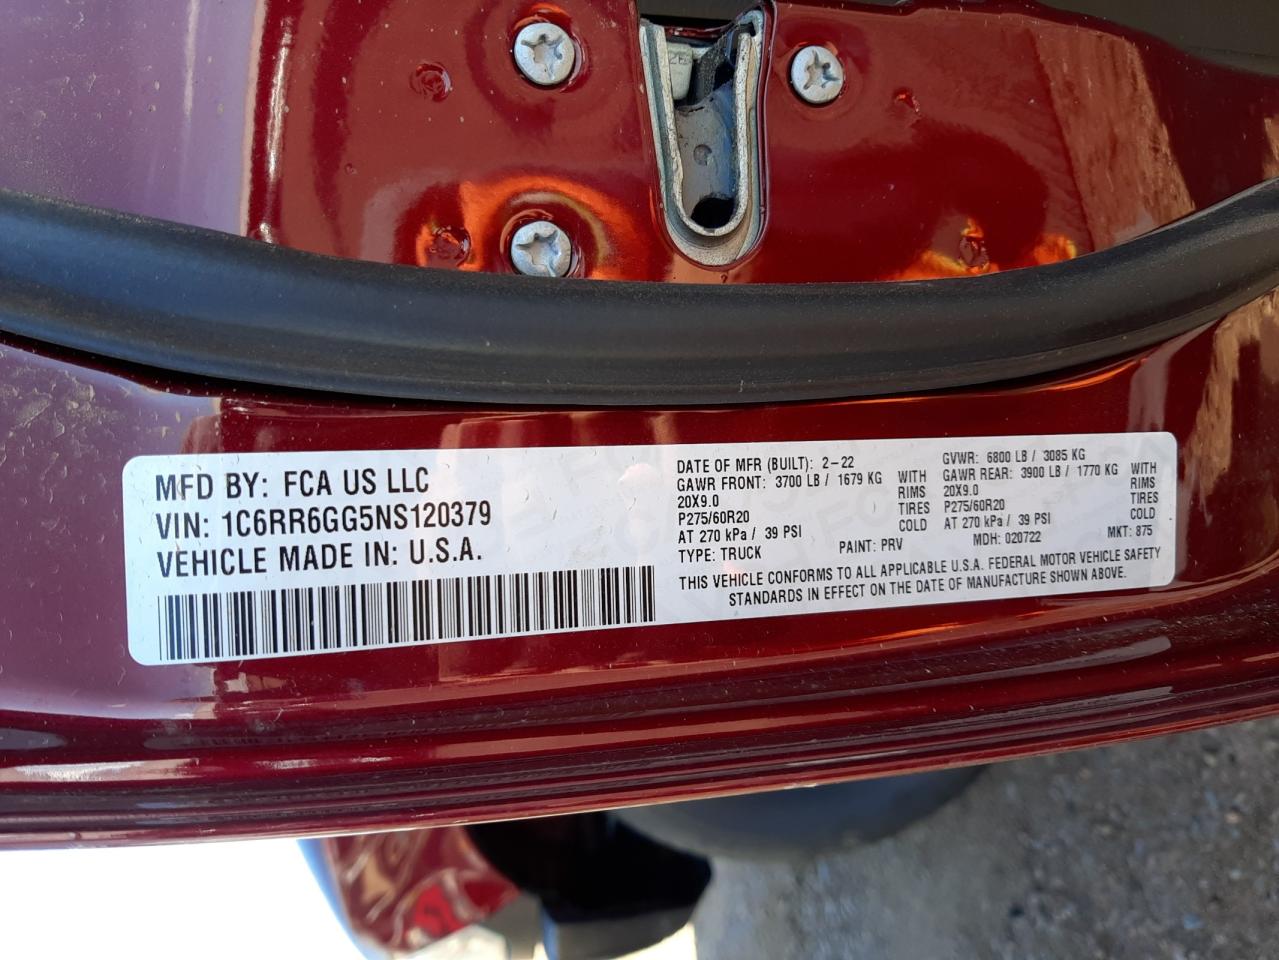 MFD BY: FCA US LLC
VIN: 1C6RR6GG5NS120379
VEHICLE MADE IN: U.S.A.
DATE OF MFR (BUILT): 2-22 GVWR: 6800 LB / 3085 KG
GAWR FRONT: 3700 LB / 1679 KG WITH GAWR REAR: 3900 LB / 1770 KG WITH
20X9.0 RIMS 20X9.0 RIMS
P275/60R20 TIRES P275/60R20 TIRES
AT 270 kPa / 39 PSI COLD AT 270 kPa / 39 PSI COLD
TYPE: TRUCK PAINT: PRV MDH: 020722 MKT: 875
THIS VEHICLE CONFORMS TO ALL APPLICABLE U.S.A. FEDERAL MOTOR VEHICLE SAFETY
STANDARDS IN EFFECT ON THE DATE OF MANUFACTURE SHOWN ABOVE.